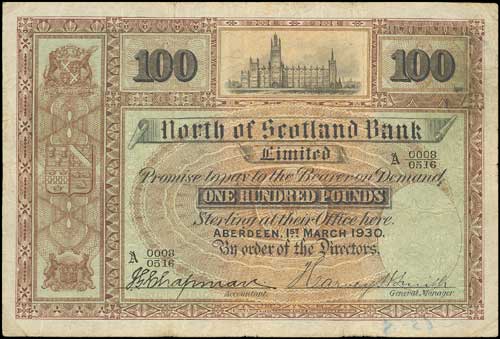 100 100
North of Scotland Bank
Limited
A 0008
0516
Promise to pay to the Bearer on Demand,
ONE HUNDRED POUNDS
Sterling at their Office here.
ABERDEEN, 1ST MARCH 1930.
By order of the Directors.
A 0008
0516
Accountant. General Manager